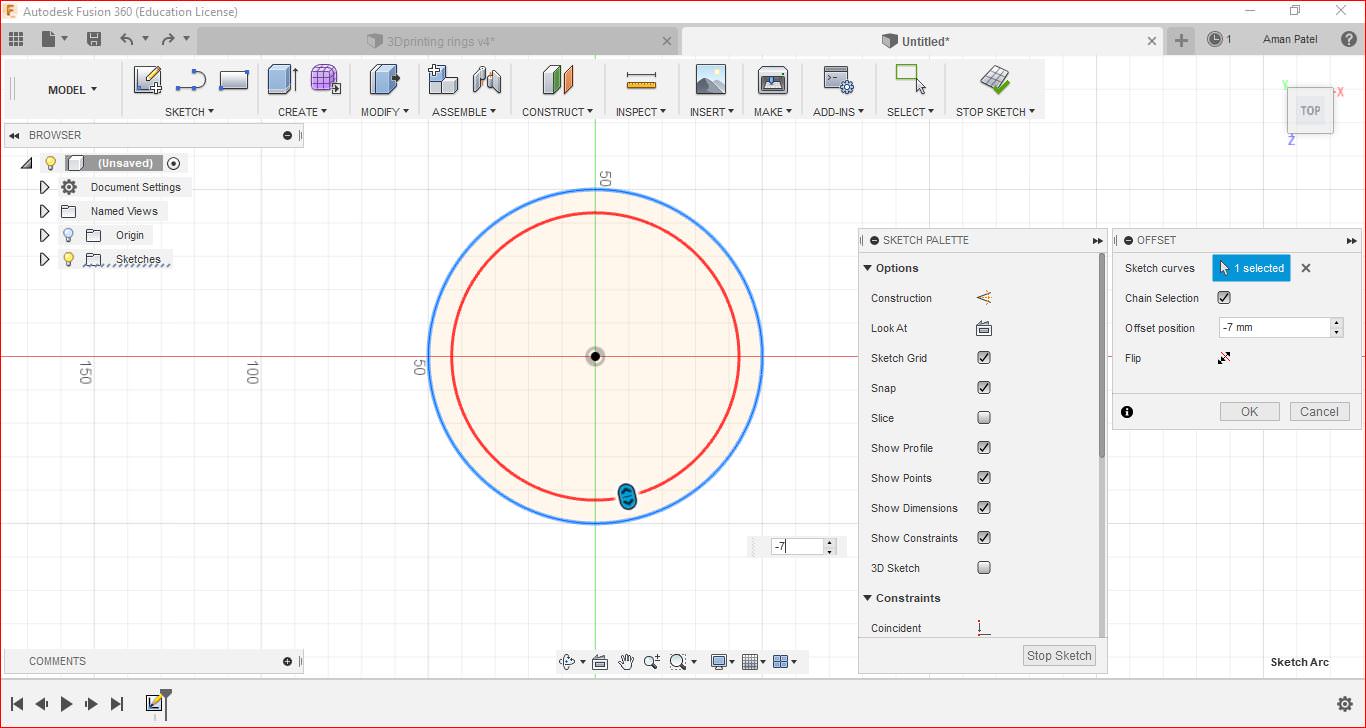 Autodesk Fusion 360 (Education License)
3Dprinting rings v4*
Untitled*
1
Aman Patel
MODEL
SKETCH
CREATE
MODIFY
ASSEMBLE
CONSTRUCT
INSPECT
INSERT
MAKE
ADD-INS
SELECT
STOP SKETCH
Y
X
TOP
Z
BROWSER
(Unsaved)
Document Settings
Named Views
Origin
Sketches
50
150
100
50
SKETCH PALETTE
Options
Construction
Look At
Sketch Grid
Snap
Slice
Show Profile
Show Points
Show Dimensions
Show Constraints
3D Sketch
Constraints
Coincident
Stop Sketch
OFFSET
Sketch curves 1 selected
Chain Selection
Offset position -7 mm
Flip
OK Cancel
-7
COMMENTS
Sketch Arc